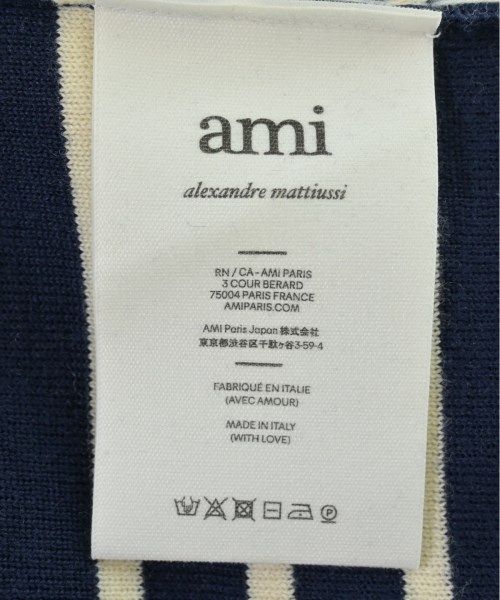 ami
alexandre mattiussi
RN / CA-AMI PARIS
3 COUR BERARD
75004 PARIS FRANCE
AMIPARIS.COM
AMI Paris Japan 株式会社
東京都渋谷区千駄ヶ谷3-59-4
FABRIQUÉ EN ITALIE
(AVEC AMOUR)
MADE IN ITALY
(WITH LOVE)
P